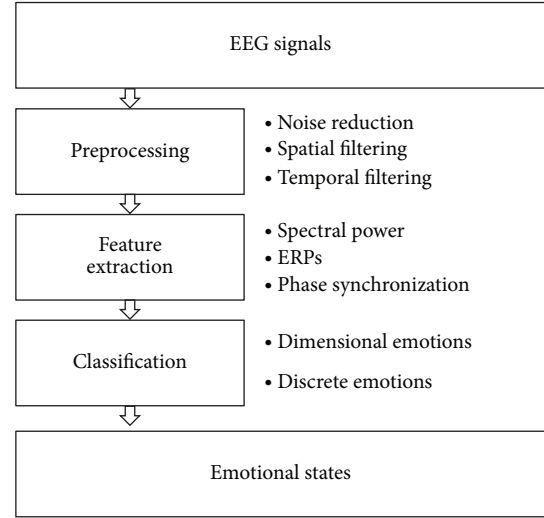 EEG signals
Preprocessing
• Noise reduction
• Spatial filtering
• Temporal filtering
Feature
extraction
• Spectral power
• ERPs
• Phase synchronization
Classification
• Dimensional emotions
• Discrete emotions
Emotional states